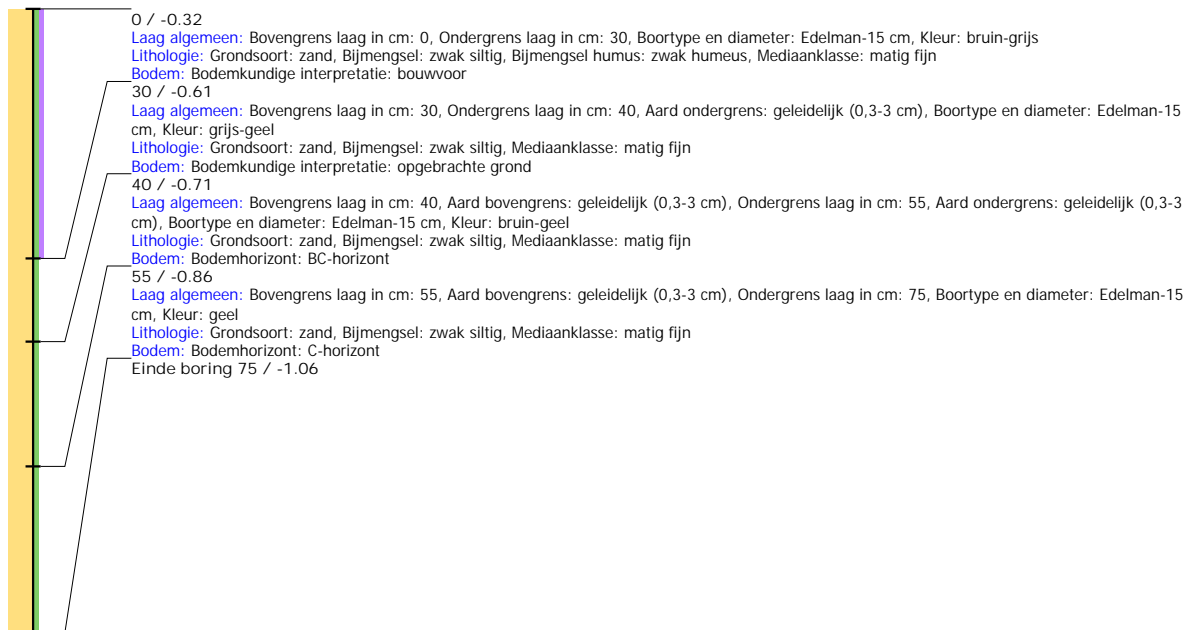 0 / -0.32
Laag algemeen: Bovengrens laag in cm: 0, Ondergrens laag in cm: 30, Boortype en diameter: Edelman-15 cm, Kleur: bruin-grijs
Lithologie: Grondsoort: zand, Bijmengsel: zwak siltig, Bijmengsel humus: zwak humeus, Mediaanklasse: matig fijn
Bodem: Bodemkundige interpretatie: bouwvoor
30 / -0.61
Laag algemeen: Bovengrens laag in cm: 30, Ondergrens laag in cm: 40, Aard ondergrens: geleidelijk (0,3-3 cm), Boortype en diameter: Edelman-15
cm, Kleur: grijs-geel
Lithologie: Grondsoort: zand, Bijmengsel: zwak siltig, Mediaanklasse: matig fijn
Bodem: Bodemkundige interpretatie: opgebrachte grond
40 / -0.71
Laag algemeen: Bovengrens laag in cm: 40, Aard bovengrens: geleidelijk (0,3-3 cm), Ondergrens laag in cm: 55, Aard ondergrens: geleidelijk (0,3-3
cm), Boortype en diameter: Edelman-15 cm, Kleur: bruin-geel
Lithologie: Grondsoort: zand, Bijmengsel: zwak siltig, Mediaanklasse: matig fijn
Bodem: Bodemhorizont: BC-horizont
55 / -0.86
Laag algemeen: Bovengrens laag in cm: 55, Aard bovengrens: geleidelijk (0,3-3 cm), Ondergrens laag in cm: 75, Boortype en diameter: Edelman-15
cm, Kleur: geel
Lithologie: Grondsoort: zand, Bijmengsel: zwak siltig, Mediaanklasse: matig fijn
Bodem: Bodemhorizont: C-horizont
Einde boring 75 / -1.06